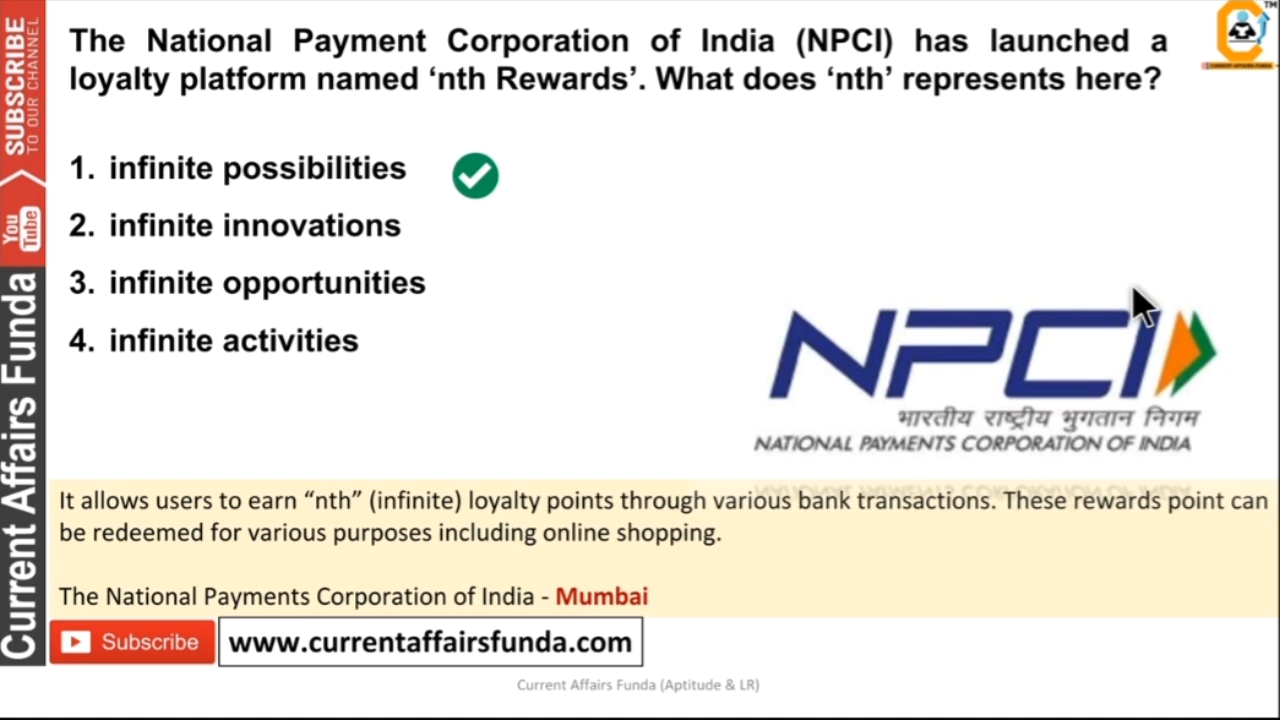 The National Payment Corporation of India (NPCI) has launched a
loyalty platform named ‘nth Rewards’. What does ‘nth’ represents here?
1. infinite possibilities
2. infinite innovations
3. infinite opportunities
4. infinite activities
NPCI
भारतीय राष्ट्रीय भुगतान निगम
NATIONAL PAYMENTS CORPORATION OF INDIA
It allows users to earn “nth” (infinite) loyalty points through various bank transactions. These rewards point can
be redeemed for various purposes including online shopping.
The National Payments Corporation of India - Mumbai
Subscribe
www.currentaffairsfunda.com
Current Affairs Funda (Aptitude & LR)
SUBSCRIBE
TO OUR CHANNEL
You
Tube
Current Affairs Funda
TM
CURRENT AFFAIRS FUNDA